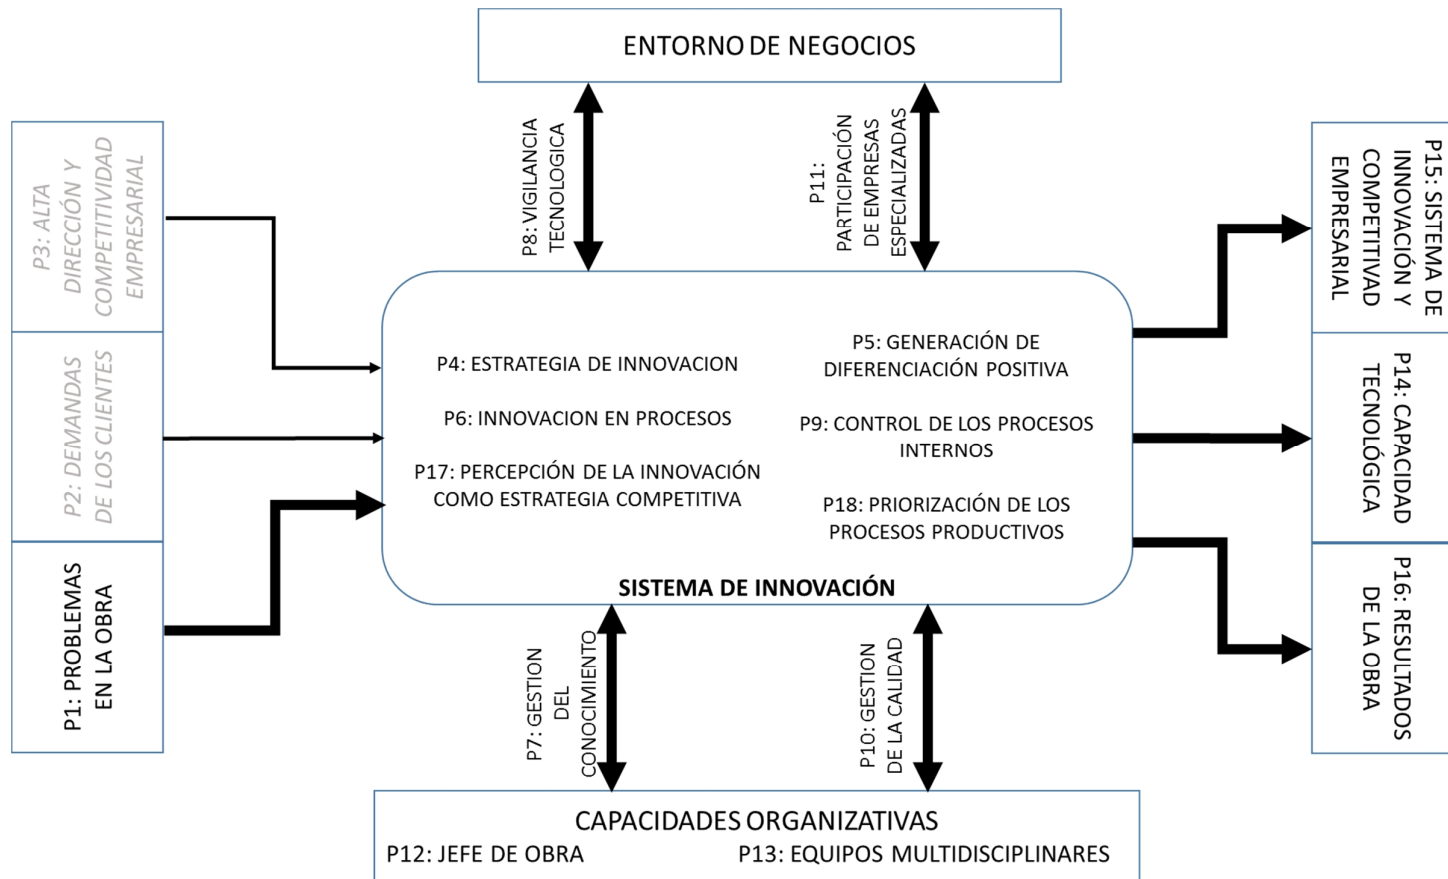 ENTORNO DE NEGOCIOS
P8: VIGILANCIA
TECNOLOGICA
P11:
PARTICIPACIÓN
DE EMPRESAS
ESPECIALIZADAS
P3: ALTA
DIRECCIÓN Y
COMPETITIVIDAD
EMPRESARIAL
P2: DEMANDAS
DE LOS CLIENTES
P1: PROBLEMAS
EN LA OBRA
P4: ESTRATEGIA DE INNOVACION
P6: INNOVACION EN PROCESOS
P17: PERCEPCIÓN DE LA INNOVACIÓN
COMO ESTRATEGIA COMPETITIVA
P5: GENERACIÓN DE
DIFERENCIACIÓN POSITIVA
P9: CONTROL DE LOS PROCESOS
INTERNOS
P18: PRIORIZACIÓN DE LOS
PROCESOS PRODUCTIVOS
SISTEMA DE INNOVACIÓN
P15: SISTEMA DE
INNOVACIÓN Y
COMPETITIVAD
EMPRESARIAL
P14: CAPACIDAD
TECNOLÓGICA
P16: RESULTADOS
DE LA OBRA
P7: GESTION
DEL
CONOCIMIENTO
P10: GESTION
DE LA CALIDAD
CAPACIDADES ORGANIZATIVAS
P12: JEFE DE OBRA
P13: EQUIPOS MULTIDISCIPLINARES